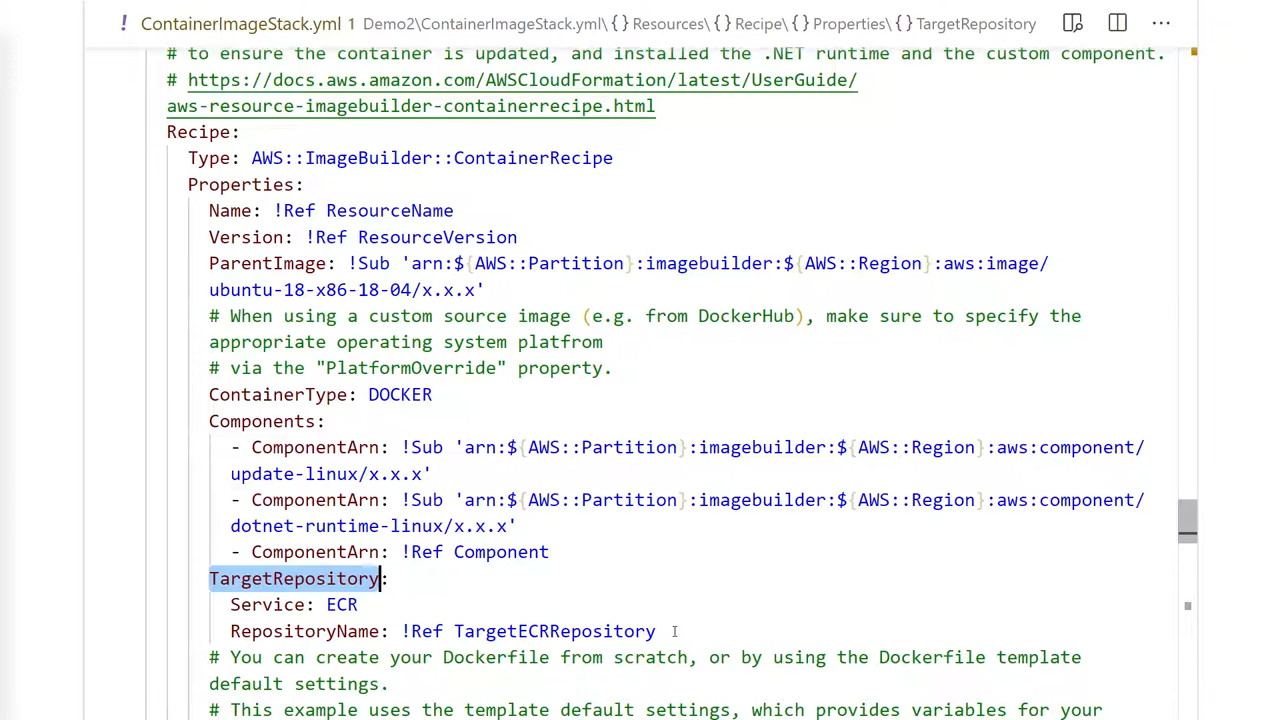 ! ContainerImageStack.yml 1 Demo2\ContainerImageStack.yml\ {} Resources\ {} Recipe\ {} Properties\ {} TargetRepository ...
# to ensure the container is updated, and installed the .NET runtime and the custom component.
# https://docs.aws.amazon.com/AWSCloudFormation/latest/UserGuide/
aws-resource-imagebuilder-containerrecipe.html
Recipe:
Type: AWS::ImageBuilder::ContainerRecipe
Properties:
Name: !Ref ResourceName
Version: !Ref ResourceVersion
ParentImage: !Sub 'arn:${AWS::Partition}:imagebuilder:${AWS::Region}:aws:image/
ubuntu-18-x86-18-04/x.x.x'
# When using a custom source image (e.g. from DockerHub), make sure to specify the
appropriate operating system platfrom
# via the "PlatformOverride" property.
ContainerType: DOCKER
Components:
- ComponentArn: !Sub 'arn:${AWS::Partition}:imagebuilder:${AWS::Region}:aws:component/
update-linux/x.x.x'
- ComponentArn: !Sub 'arn:${AWS::Partition}:imagebuilder:${AWS::Region}:aws:component/
dotnet-runtime-linux/x.x.x'
- ComponentArn: !Ref Component
TargetRepository:
Service: ECR
RepositoryName: !Ref TargetECRRepository
# You can create your Dockerfile from scratch, or by using the Dockerfile template
default settings.
# This example uses the template default settings, which provides variables for your